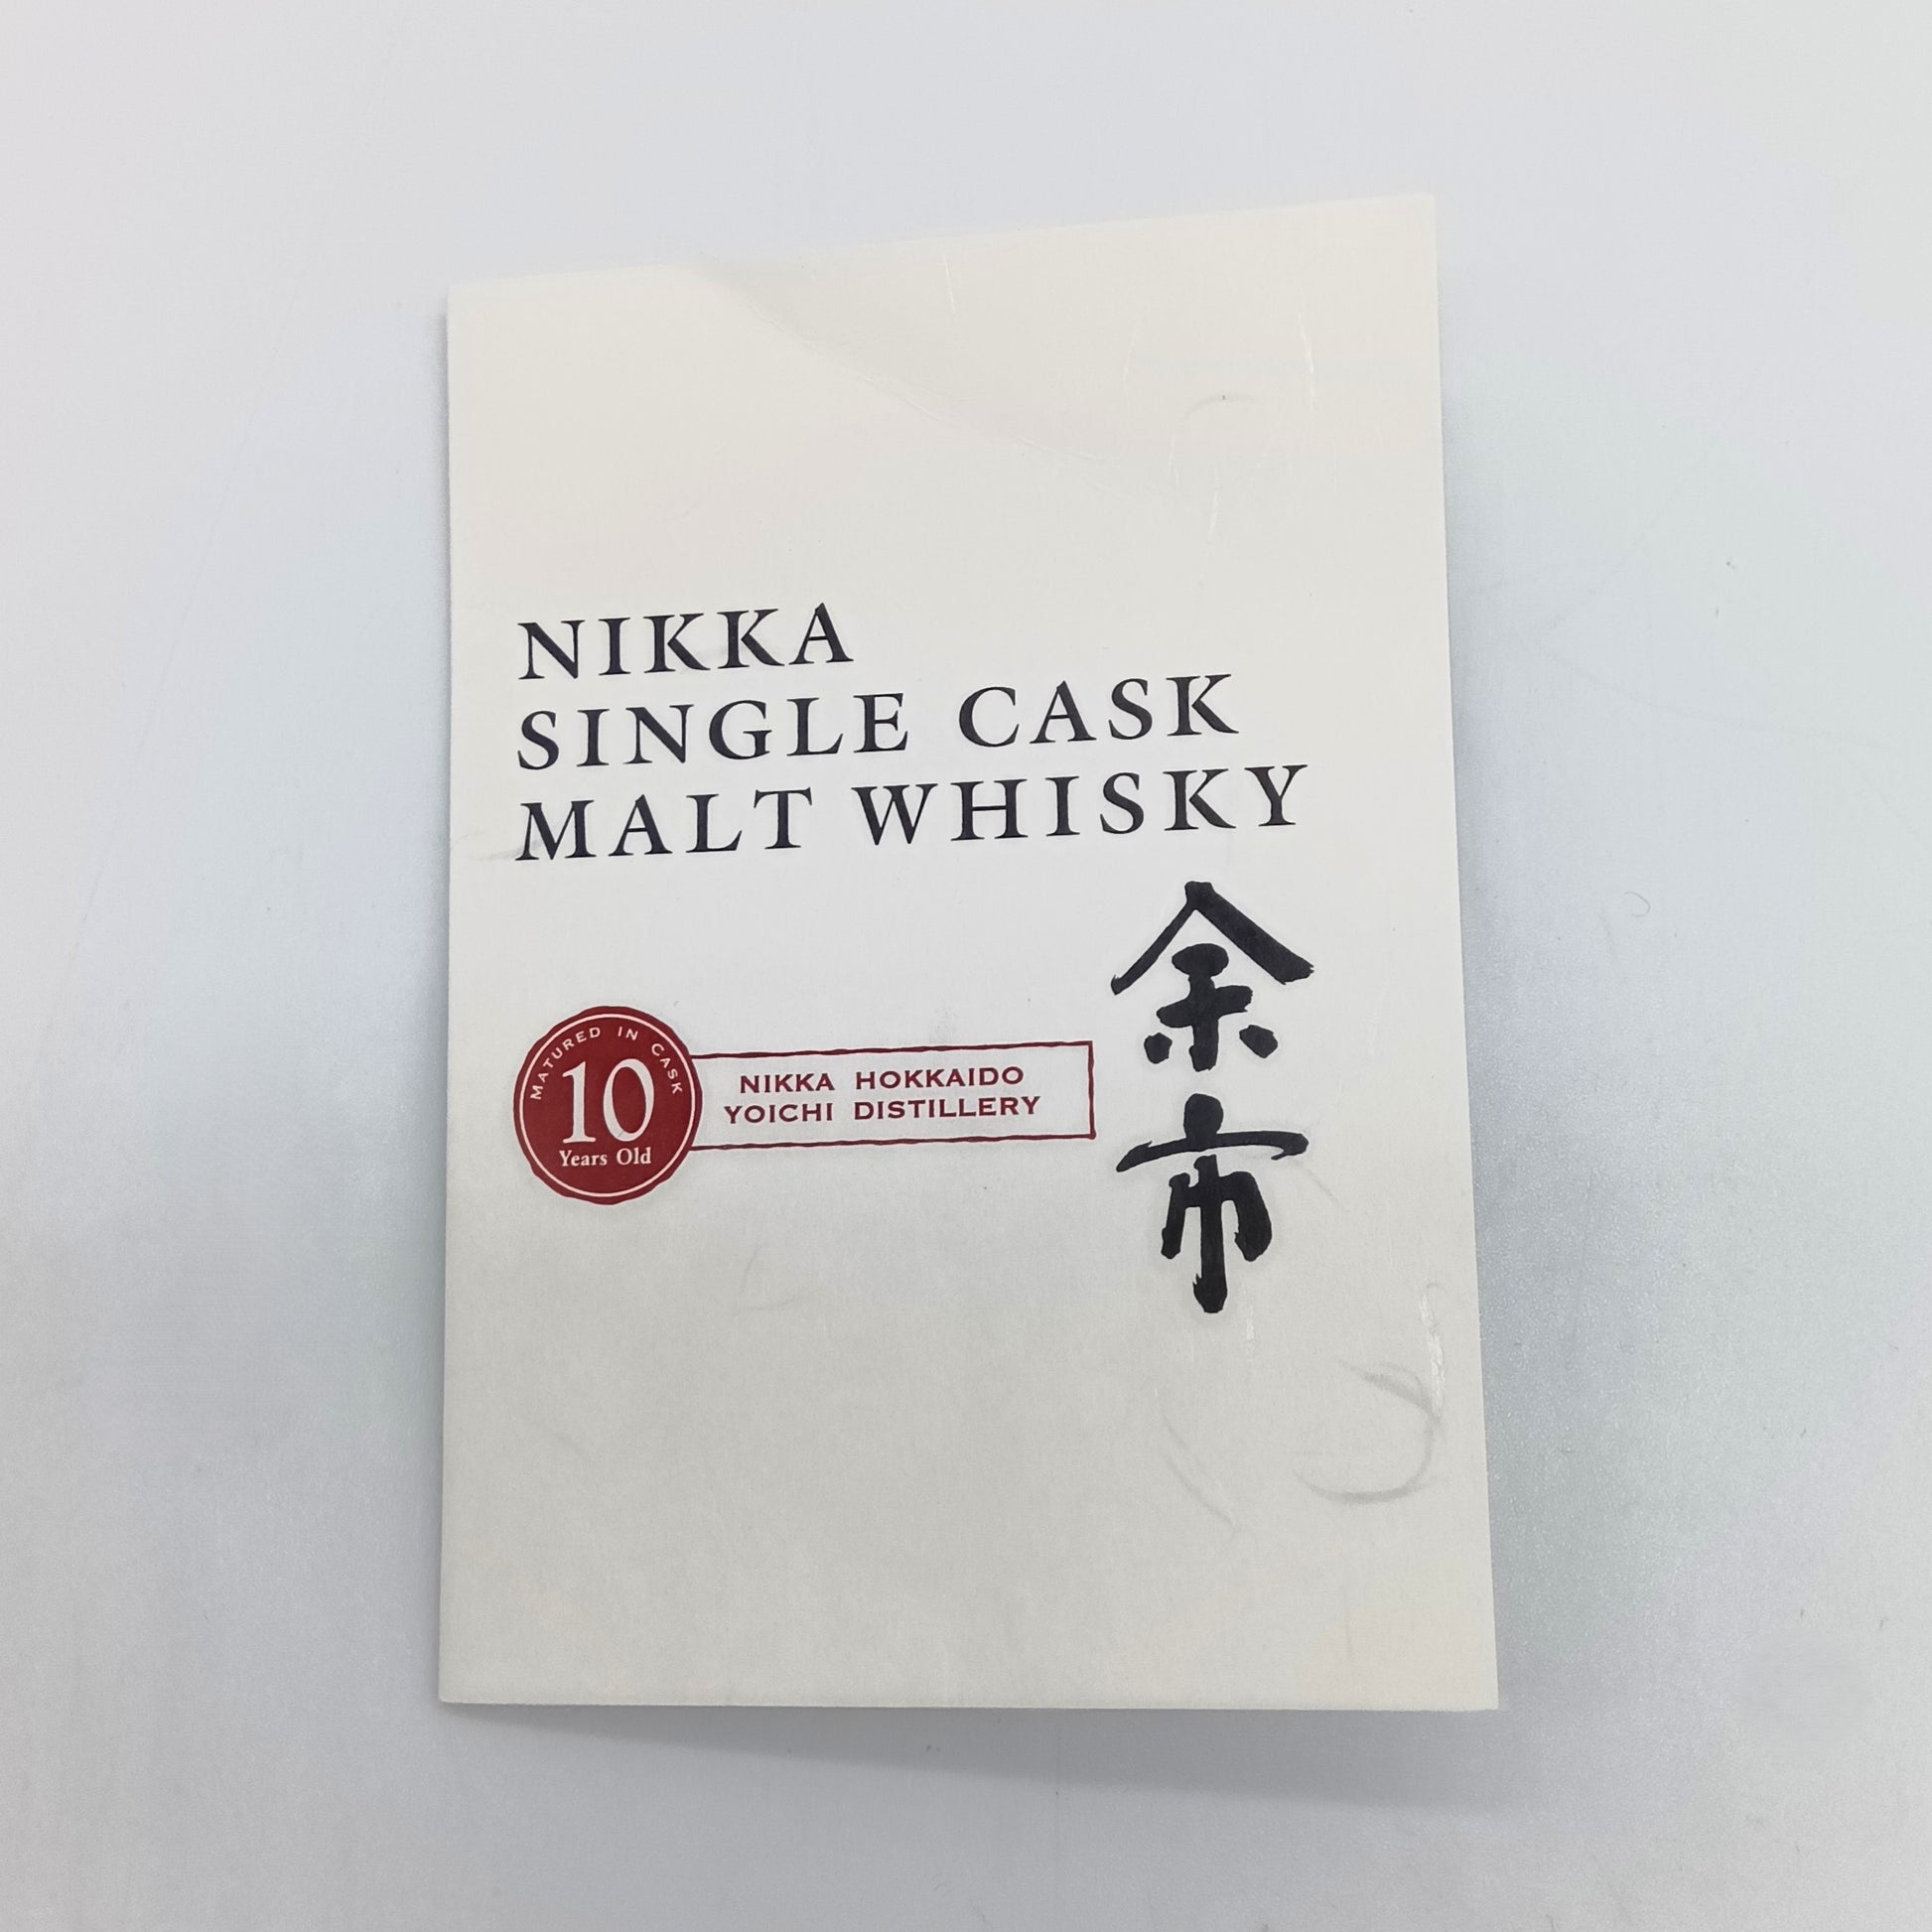 NIKKA
SINGLE CASK
MALT WHISKY
余市
MATURED IN CASK
10
Years Old
NIKKA HOKKAIDO
YOICHI DISTILLERY